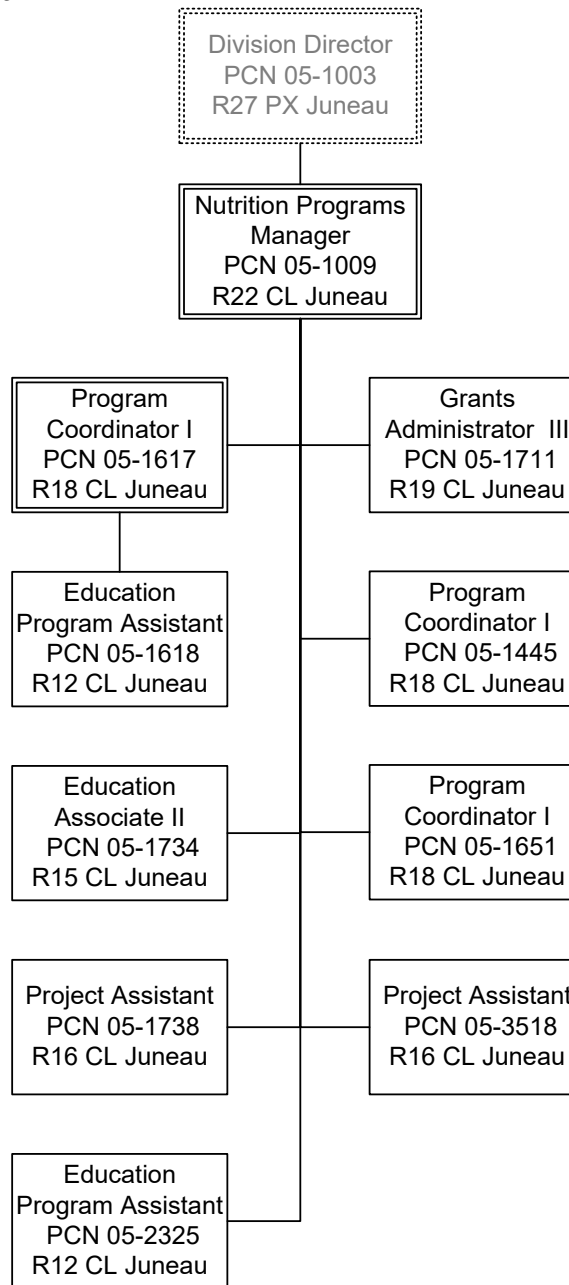 Division Director
PCN 05-1003
R27 PX Juneau
Nutrition Programs
Manager
PCN 05-1009
R22 CL Juneau
Program
Coordinator I
PCN 05-1617
R18 CL Juneau
Grants
Administrator III
PCN 05-1711
R19 CL Juneau
Education
Program Assistant
PCN 05-1618
R12 CL Juneau
Program
Coordinator I
PCN 05-1445
R18 CL Juneau
Education
Associate II
PCN 05-1734
R15 CL Juneau
Program
Coordinator I
PCN 05-1651
R18 CL Juneau
Project Assistant
PCN 05-1738
R16 CL Juneau
Project Assistant
PCN 05-3518
R16 CL Juneau
Education
Program Assistant
PCN 05-2325
R12 CL Juneau